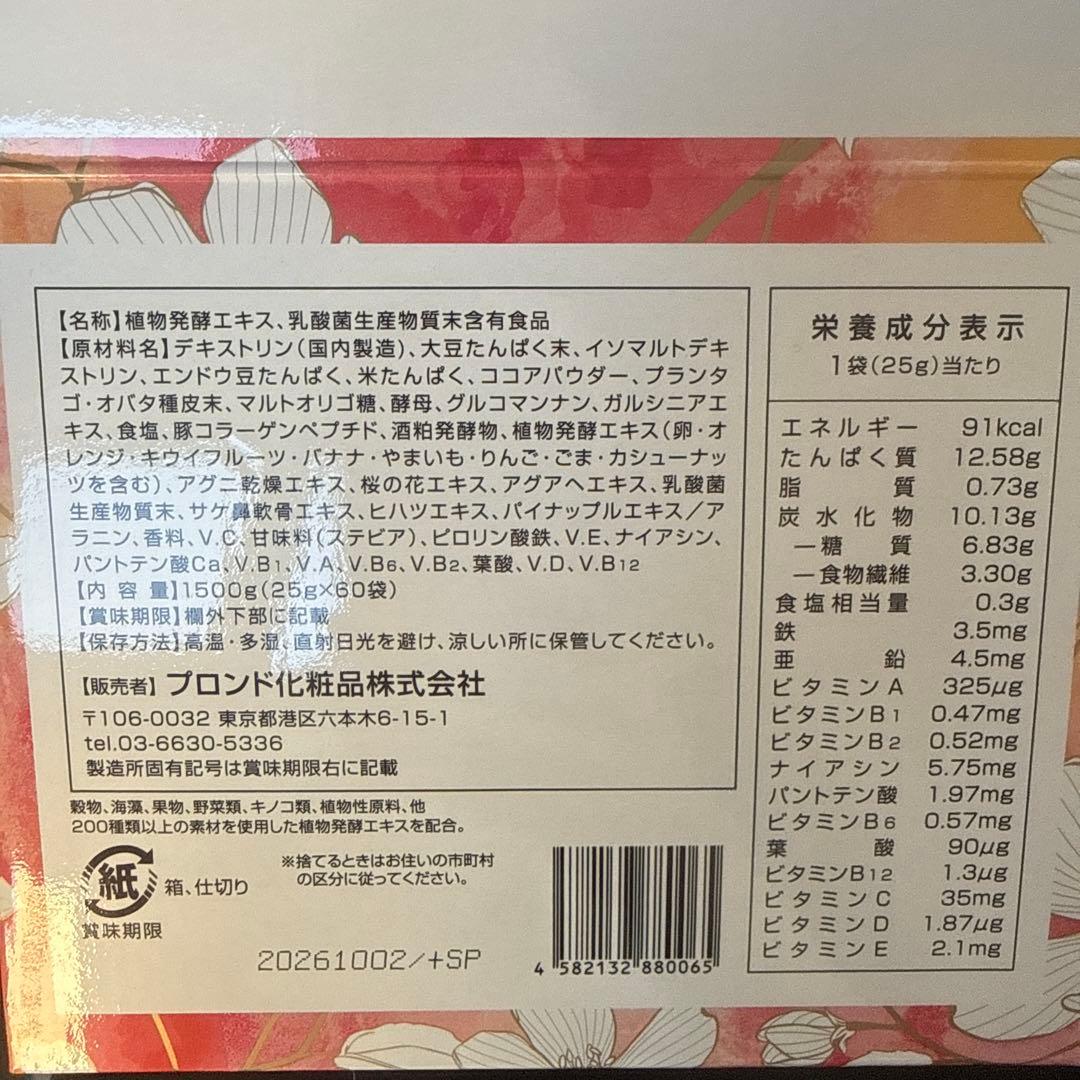 【名称】植物発酵エキス、乳酸菌生産物質末含有食品
【原材料名】デキストリン(国内製造)、大豆たんぱく末、イソマルトデキ
ストリン、エンドウ豆たんぱく、米たんぱく、ココアパウダー、プランタ
ゴ・オバタ種皮末、マルトオリゴ糖、酵母、グルコマンナン、ガルシニアエ
キス、食塩、豚コラーゲンペプチド、酒粕発酵物、植物発酵エキス(卵・オ
レンジ・キウイフルーツ・バナナ・やまいも・りんご・ごま・カシューナッ
ツを含む)、アグニ乾燥エキス、桜の花エキス、アグアヘエキス、乳酸菌
生産物質末、サケ鼻軟骨エキス、ヒハツエキス、パイナップルエキス／ア
ラニン、香料、V.C、甘味料(ステビア)、ピロリン酸鉄、V.E、ナイアシン、
パントテン酸Ca、V.B1、V.A、V.B6、V.B2、葉酸、V.D、V.B12
【内容量】1500g(25g×60袋)
【賞味期限】欄外下部に記載
【保存方法】高温・多湿、直射日光を避け、涼しい所に保管してください。
【販売者】プロンド化粧品株式会社
〒106-0032 東京都港区六本木6-15-1
tel.03-6630-5336
製造所固有記号は賞味期限右に記載
穀物、海藻、果物、野菜類、キノコ類、植物性原料、他
200種類以上の素材を使用した植物発酵エキスを配合。
紙 箱、仕切り
※捨てるときはお住いの市町村
の区分に従ってください。
賞味期限
20261002/+SP
4 582132 880065
栄養成分表示
1袋(25g)当たり
エネルギー 91kcal
たんぱく質 12.58g
脂質 0.73g
炭水化物 10.13g
―糖質 6.83g
―食物繊維 3.30g
食塩相当量 0.3g
鉄 3.5mg
亜鉛 4.5mg
ビタミンA 325μg
ビタミンB1 0.47mg
ビタミンB2 0.52mg
ナイアシン 5.75mg
パントテン酸 1.97mg
ビタミンB6 0.57mg
葉酸 90μg
ビタミンB12 1.3μg
ビタミンC 35mg
ビタミンD 1.87μg
ビタミンE 2.1mg